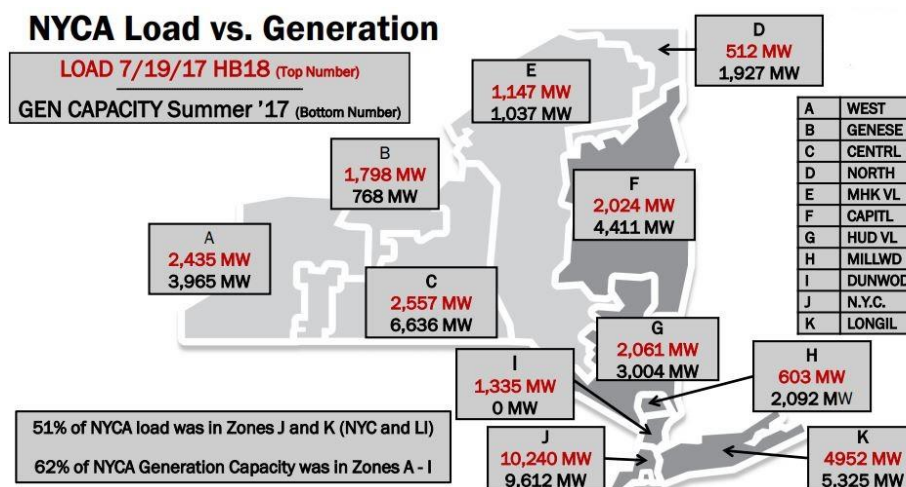 NYCA Load vs. Generation
LOAD 7/19/17 HB18 (Top Number)
GEN CAPACITY Summer '17 (Bottom Number)
D
512 MW
1,927 MW
E
1,147 MW
1,037 MW
B
1,798 MW
768 MW
F
2,024 MW
4,411 MW
A
2,435 MW
3,965 MW
C
2,557 MW
6,636 MW
G
2,061 MW
3,004 MW
H
603 MW
2,092 MW
I
1,335 MW
0 MW
J
10,240 MW
9,612 MW
K
4952 MW
5,325 MW
A WEST
B GENESE
C CENTRL
D NORTH
E MHK VL
F CAPITL
G HUD VL
H MILLWD
I DUNWOD
J N.Y.C.
K LONGIL
51% of NYCA load was in Zones J and K (NYC and LI)
62% of NYCA Generation Capacity was in Zones A - I